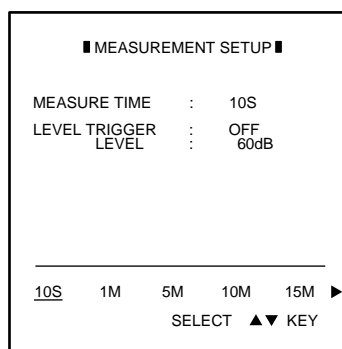 ▮ MEASUREMENT SETUP ▮
MEASURE TIME : 10S
LEVEL TRIGGER : OFF
LEVEL : 60dB
10S 1M 5M 10M 15M ▶
SELECT ▲▼ KEY